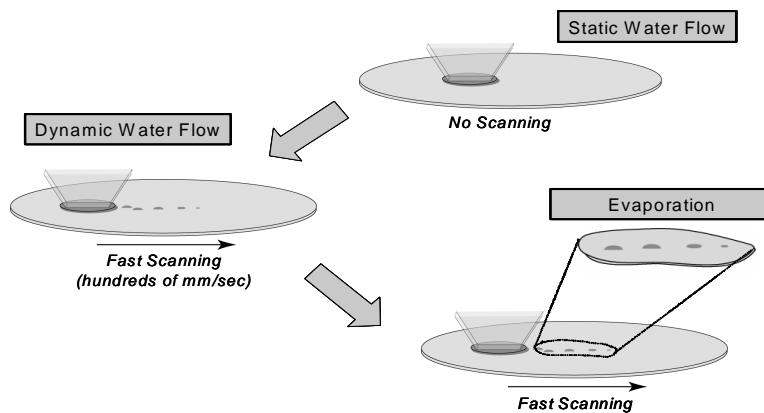 Static Water Flow
No Scanning
Dynamic Water Flow
Fast Scanning
(hundreds of mm/sec)
Evaporation
Fast Scanning